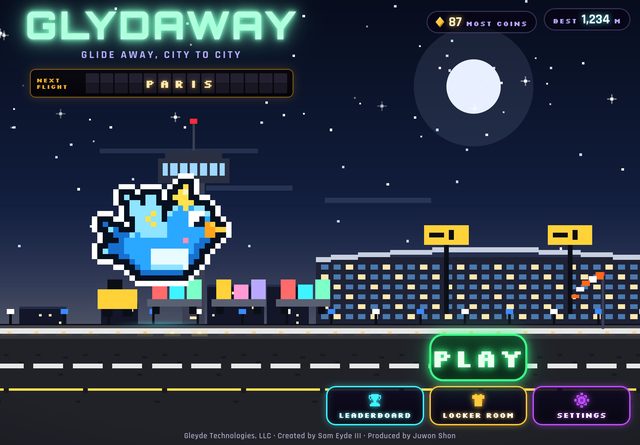 GLYDAWAY
GLIDE AWAY, CITY TO CITY
87 MOST COINS
BEST 1,234 M
NEXT FLIGHT
PARIS
PLAY
LEADERBOARD
LOCKER ROOM
SETTINGS
Gleyde Technologies, LLC · Created by Sam Eyde III · Produced by Juwon Shon